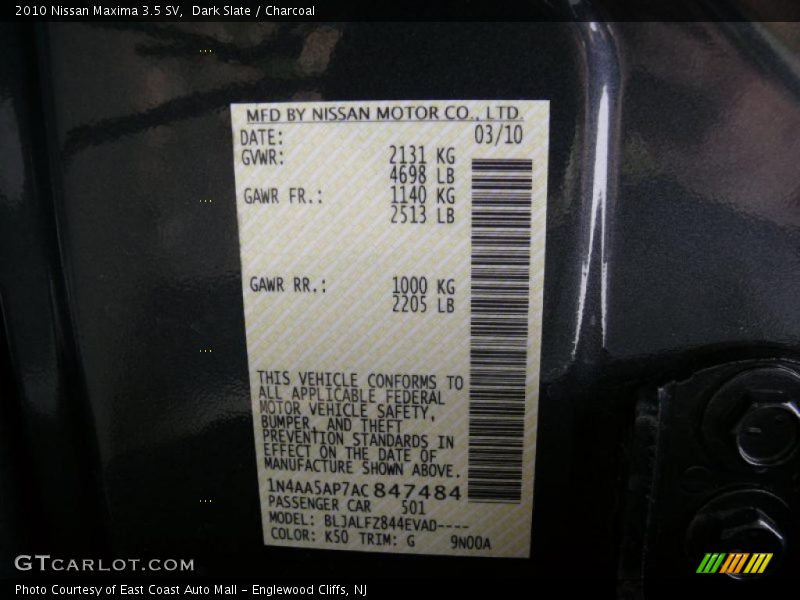 2010 Nissan Maxima 3.5 SV,  Dark Slate / Charcoal
MFD BY NISSAN MOTOR CO., LTD.
DATE: 03/10
GVWR: 2131 KG
4698 LB
GAWR FR.: 1140 KG
2513 LB
GAWR RR.: 1000 KG
2205 LB
THIS VEHICLE CONFORMS TO
ALL APPLICABLE FEDERAL
MOTOR VEHICLE SAFETY,
BUMPER, AND THEFT
PREVENTION STANDARDS IN
EFFECT ON THE DATE OF
MANUFACTURE SHOWN ABOVE.
1N4AA5AP7AC847484
PASSENGER CAR 501
MODEL: BLJALFZ844EVAD----
COLOR: K50 TRIM: G 9N00A
GTCARLOT.COM
Photo Courtesy of East Coast Auto Mall – Englewood Cliffs, NJ